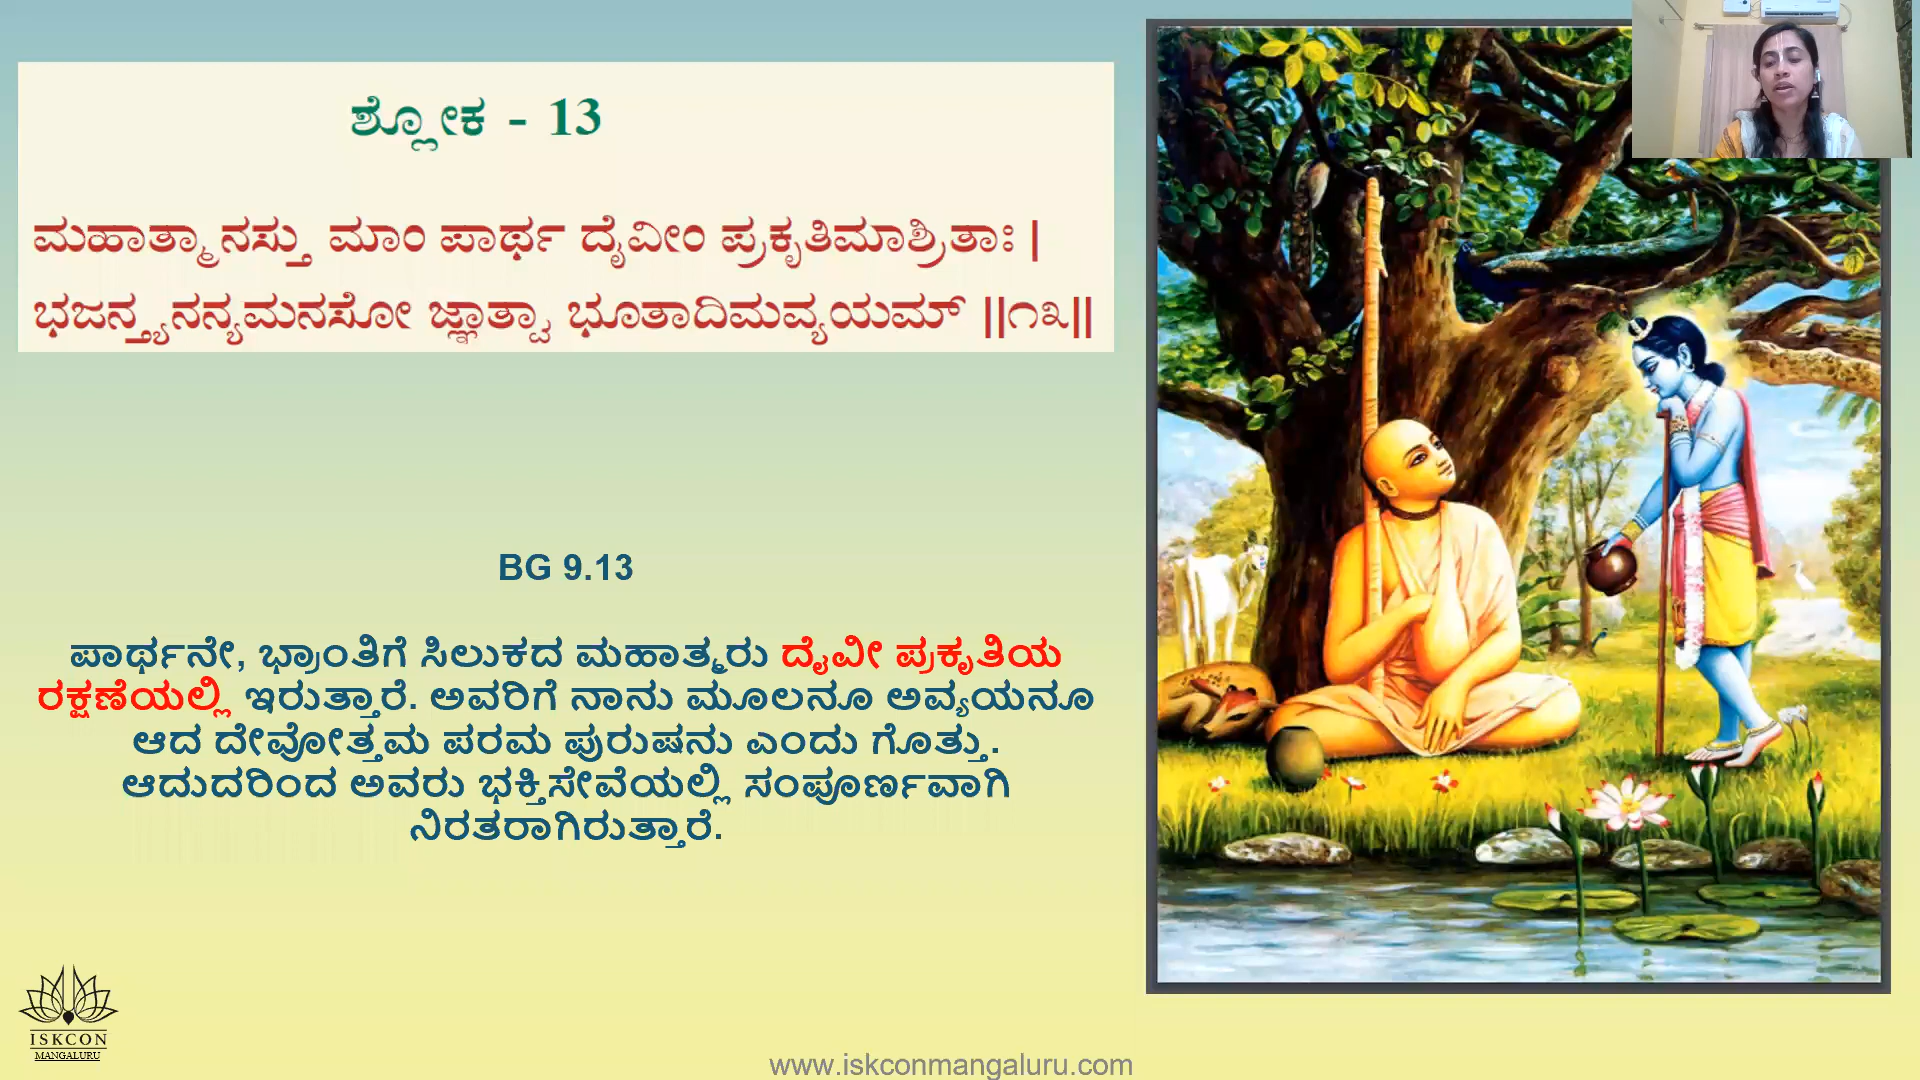 ಶ್ಲೋಕ - 13
ಮಹಾತ್ಮಾನಸ್ತು ಮಾಂ ಪಾರ್ಥ ದೈವೀಂ ಪ್ರಕೃತಿಮಾಶ್ರಿತಾಃ |
ಭಜನ್ತ್ಯನನ್ಯಮನಸೋ ಜ್ಞಾತ್ವಾ ಭೂತಾದಿಮವ್ಯಯಮ್ ||೧೩||
BG 9.13
ಪಾರ್ಥನೇ, ಭ್ರಾಂತಿಗೆ ಸಿಲುಕದ ಮಹಾತ್ಮರು ದೈವೀ ಪ್ರಕೃತಿಯ
ರಕ್ಷಣೆಯಲ್ಲಿ ಇರುತ್ತಾರೆ. ಅವರಿಗೆ ನಾನು ಮೂಲನೂ ಅವ್ಯಯನೂ
ಆದ ದೇವೋತ್ತಮ ಪರಮ ಪುರುಷನು ಎಂದು ಗೊತ್ತು.
ಆದುದರಿಂದ ಅವರು ಭಕ್ತಿಸೇವೆಯಲ್ಲಿ ಸಂಪೂರ್ಣವಾಗಿ
ನಿರತರಾಗಿರುತ್ತಾರೆ.
ISKCON
MANGALURU
www.iskconmangaluru.com